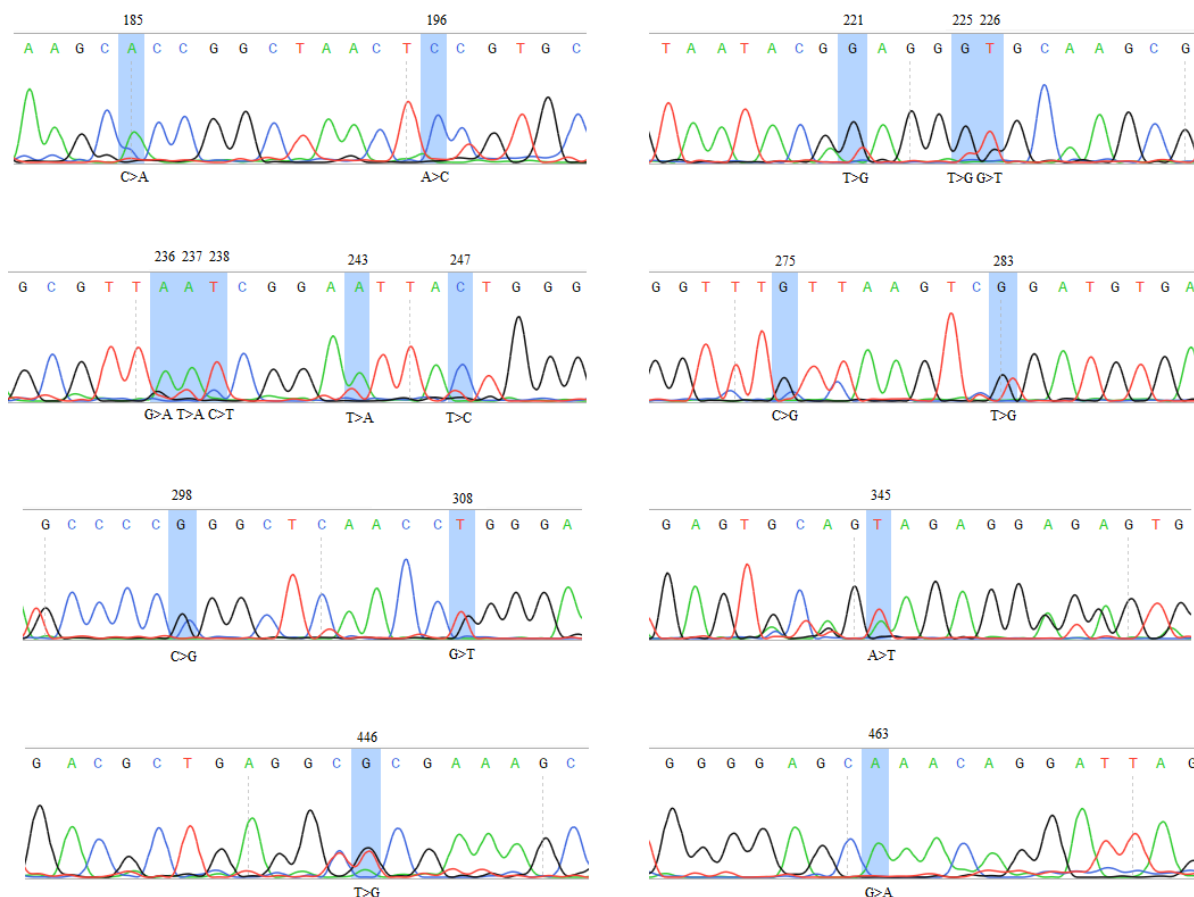 185 196
A A G C A C C G G C T A A C T C C G T G C
C>A A>C
221 225 226
T A A T A C G G A G G G T G C A A G C G
T>G T>G G>T
236 237 238 243 247
G C G T T A A T C G G A A T T A C T G G G
G>A T>A C>T T>A T>C
275 283
G G T T T G T T A A G T C G G A T G T G A
C>G T>G
298 308
G C C C C G G G C T C A A C C T G G G A
C>G G>T
345
G A G T G C A G T A G A G G A G A G T G
A>T
446
G A C G C T G A G G C G C G A A A G C
T>G
463
G G G G A G C A A A C A G G A T T A G
G>A